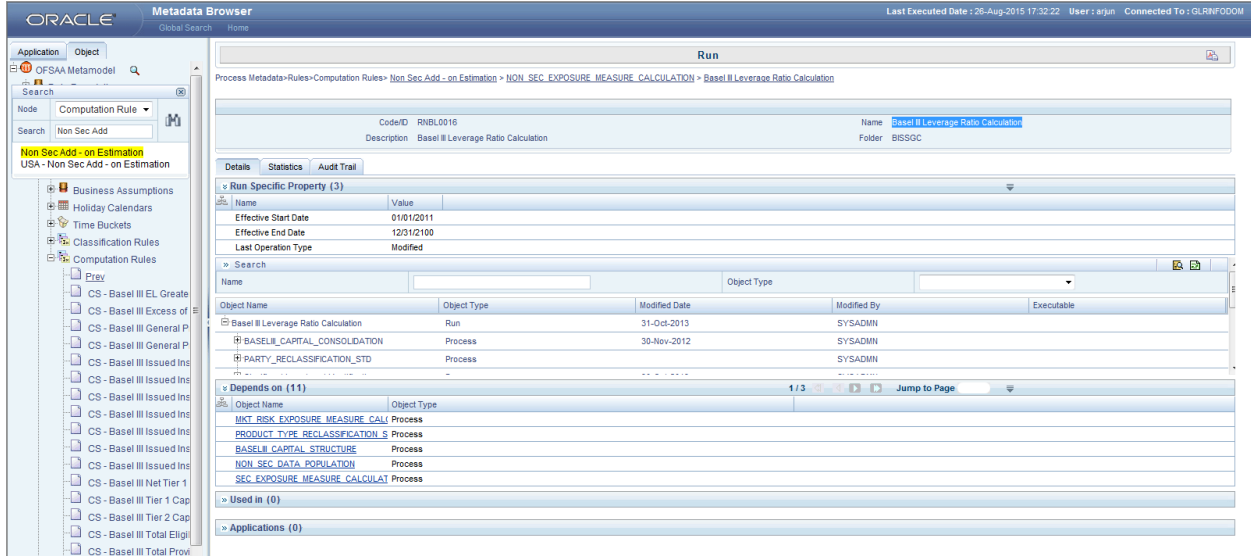 ORACLE
Metadata Browser
Last Executed Date : 26-Aug-2015 17:32:22 User : arjun Connected To : GLRINFODOM
Global Search Home
Application Object
OFSAA Metamodel
Search
Node Computation Rule
Search Non Sec Add
Non Sec Add - on Estimation
USA - Non Sec Add - on Estimation
Business Assumptions
Holiday Calendars
Time Buckets
Classification Rules
Computation Rules
Prev
CS - Basel III EL Greate
CS - Basel III Excess of
CS - Basel III General P
CS - Basel III General P
CS - Basel III Issued Ins
CS - Basel III Issued Ins
CS - Basel III Issued Ins
CS - Basel III Issued Ins
CS - Basel III Issued Ins
CS - Basel III Issued Ins
CS - Basel III Issued Ins
CS - Basel III Net Tier 1
CS - Basel III Tier 1 Cap
CS - Basel III Tier 2 Cap
CS - Basel III Total Eligil
CS - Basel III Total Provi
Run
Process Metadata>Rules>Computation Rules> Non Sec Add - on Estimation > NON_SEC_EXPOSURE_MEASURE_CALCULATION > Basel II Leverage Ratio Calculation
Code/ID RNBL0016 Name Basel III Leverage Ratio Calculation
Description Basel III Leverage Ratio Calculation Folder BISSGC
Details Statistics Audit Trail
Run Specific Property (3)
Name Value
Effective Start Date 01/01/2011
Effective End Date 12/31/2100
Last Operation Type Modified
» Search
Name Object Type
Object Name Object Type Modified Date Modified By Executable
Basel III Leverage Ratio Calculation Run 31-Oct-2013 SYSADMN
BASELIII_CAPITAL_CONSOLIDATION Process 30-Nov-2012 SYSADMN
PARTY_RECLASSIFICATION_STD Process SYSADMN
Depends on (11) 1 / 3 Jump to Page
Object Name Object Type
MKT_RISK_EXPOSURE_MEASURE_CALC Process
PRODUCT_TYPE_RECLASSIFICATION_S Process
BASELIII_CAPITAL_STRUCTURE Process
NON_SEC_DATA_POPULATION Process
SEC_EXPOSURE_MEASURE_CALCULAT Process
» Used in (0)
» Applications (0)